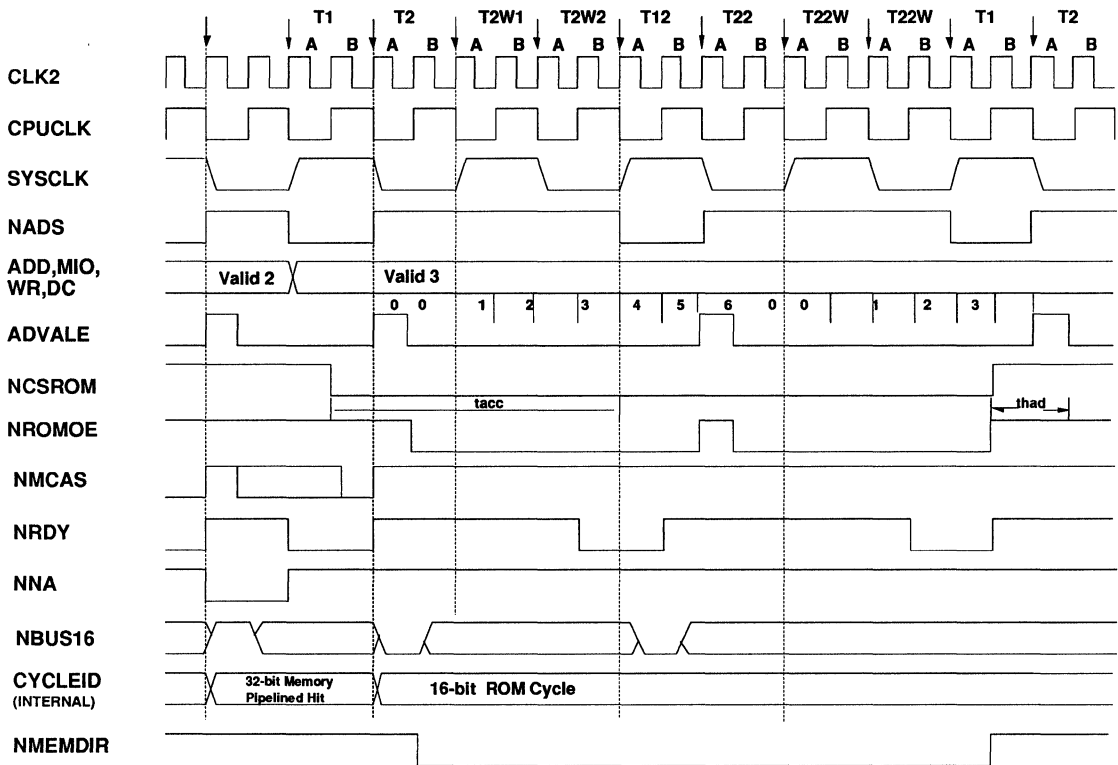 T1 T2 T2W1 T2W2 T12 T22 T22W T22W T1 T2
A B A B A B A B A B A B A B A B A B A B
CLK2
CPUCLK
SYSCLK
NADS
ADD,MIO,
WR,DC
Valid 2 Valid 3
0 0 1 2 3 4 5 6 0 0 1 2 3
ADVALE
NCSROM
tacc thad
NROMOE
NMCAS
NRDY
NNA
NBUS16
CYCLEID
(INTERNAL)
32-bit Memory
Pipelined Hit
16-bit ROM Cycle
NMEMDIR